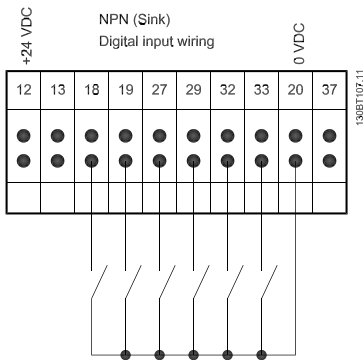 +24 VDC
NPN (Sink)
Digital input wiring
0 VDC
12 13 18 19 27 29 32 33 20 37
130BT107.11